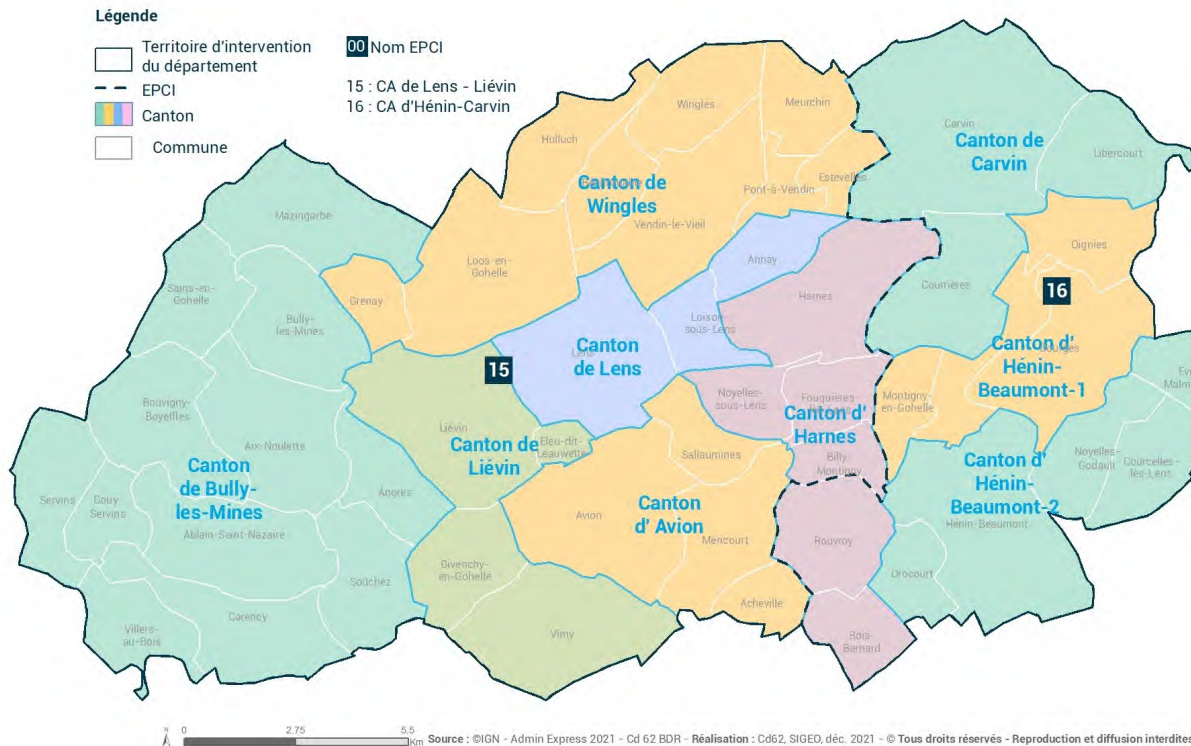 Légende
Territoire d'intervention
du département
EPCI
Canton
Commune
00 Nom EPCI
15 : CA de Lens - Liévin
16 : CA d'Hénin-Carvin
Wingles
Meurchin
Hulluch
Carvin
Canton de
Carvin
Libercourt
Estevelles
Canton de
Wingles
Pont-à-Vendin
Vendin-le-Vieil
Mazingarbe
Loos-en-
Gohelle
Annay
Oignies
Sains-en-
Gohelle
Grenay
Harnes
Courrières
16
Bully-
les-Mines
Loison-
sous-Lens
Lens
Canton
de Lens
15
Canton d'
Hénin-
Beaumont-1
Bouvigny-
Boyeffles
Noyelles-
sous-Lens
Montigny-
en-Gohelle
Canton d'
Harnes
Liévin
Canton de
Liévin
Eleu-dit-
Leauwette
Aix-Noulette
Sallaumines
Billy-
Montigny
Canton d'
Hénin-
Beaumont-2
Noyelles-
Godault
Courcelles-
lès-Lens
Canton
de Bully-
les-Mines
Servins
Gouy-
Servins
Angres
Ablain-Saint-Nazaire
Avion
Canton
d' Avion
Méricourt
Hénin-Beaumont
Rouvroy
Drocourt
Givenchy-
en-Gohelle
Souchez
Carency
Villers-
au-Bois
Acheville
Vimy
Bois-
Bernard
N
0 2.75 5.5
Km
Source : ©IGN - Admin Express 2021 - Cd 62 BDR - Réalisation : Cd62, SIGEO, déc. 2021 - © Tous droits réservés - Reproduction et diffusion interdites